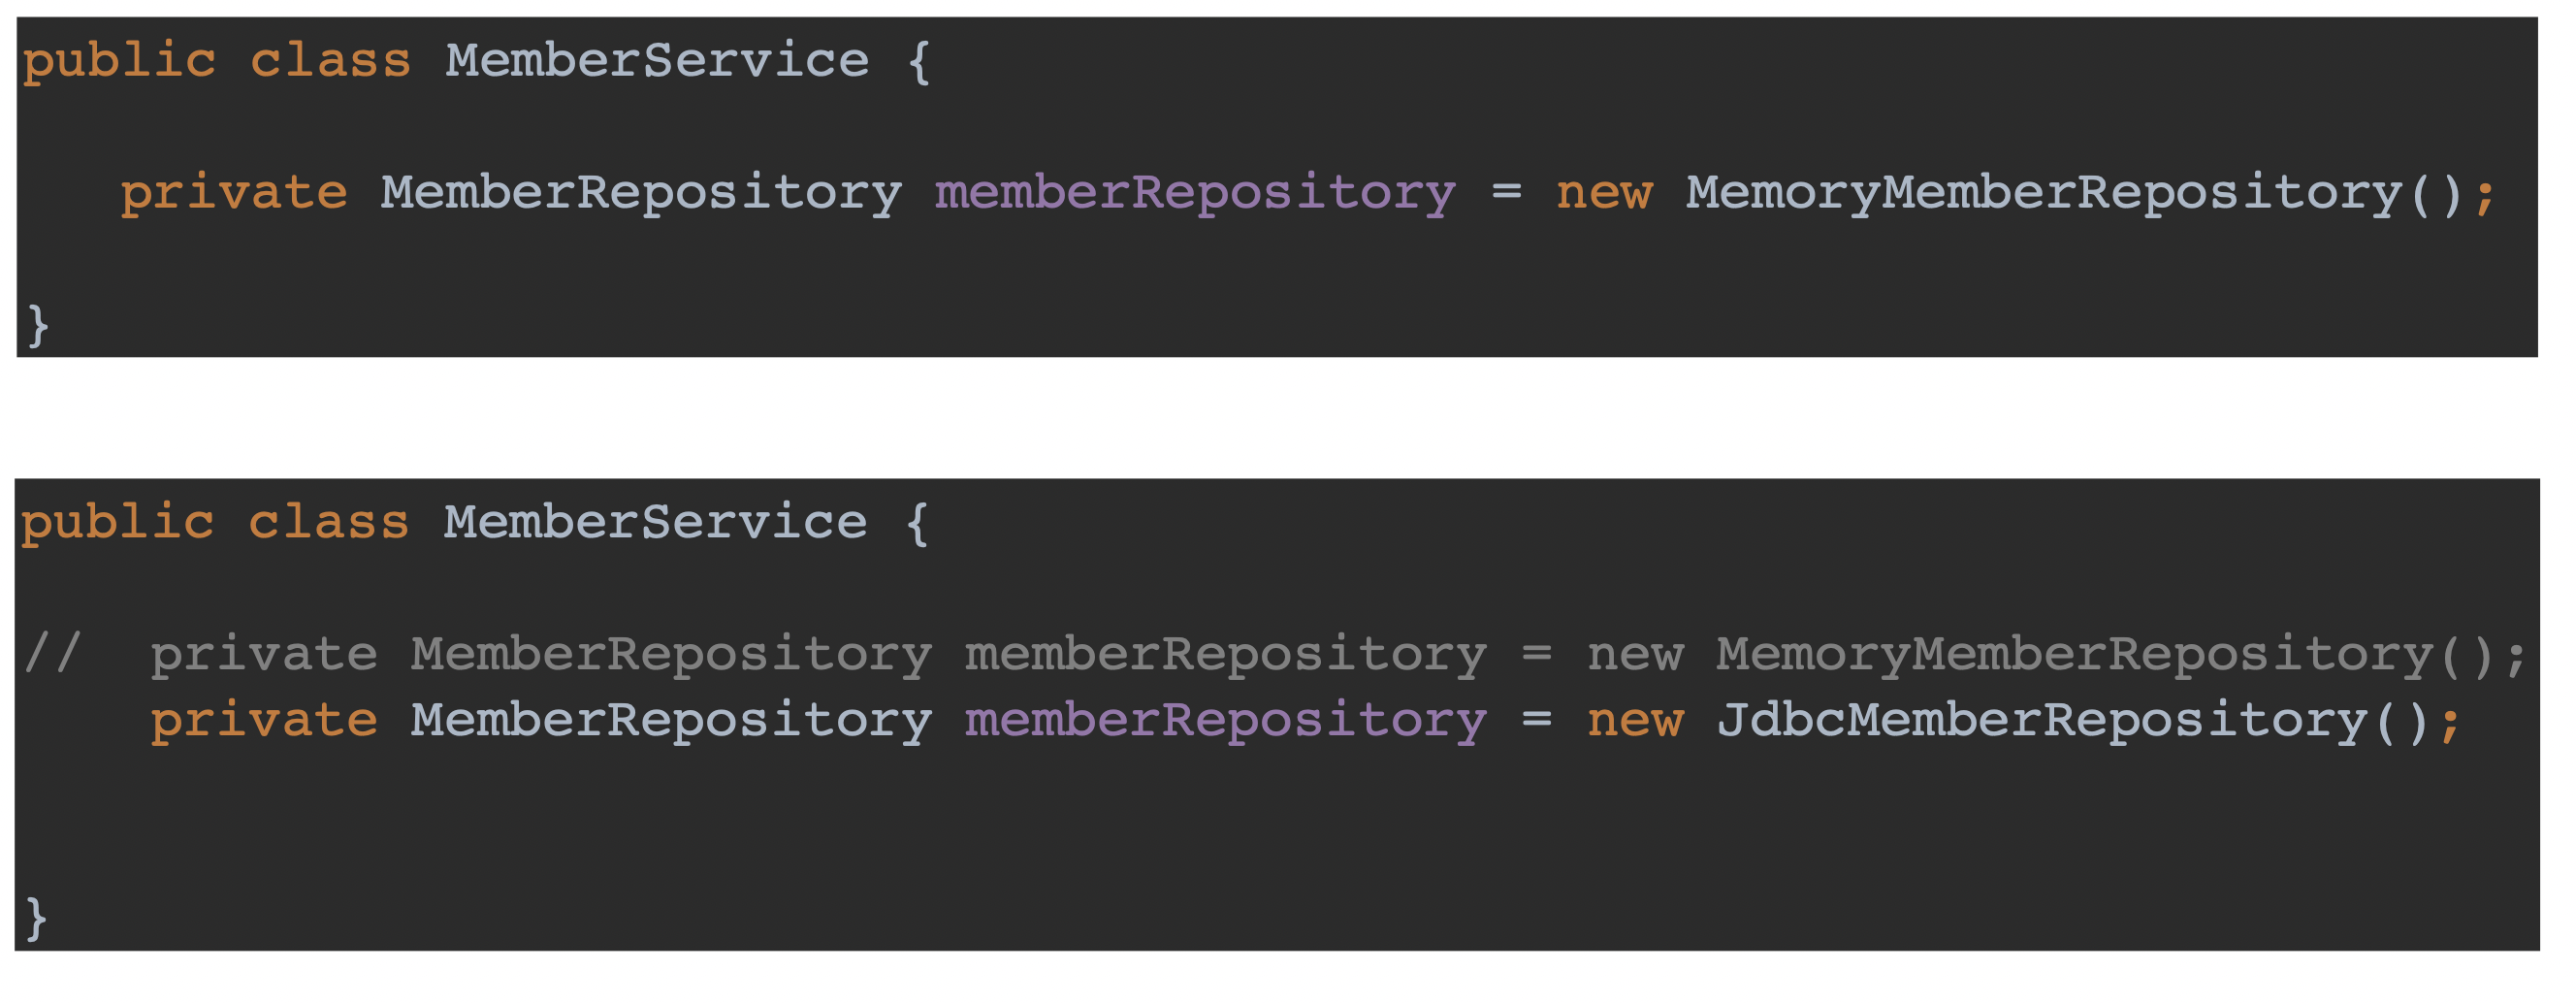 public class MemberService {
private MemberRepository memberRepository = new MemoryMemberRepository();
}
public class MemberService {
//  private MemberRepository memberRepository = new MemoryMemberRepository();
private MemberRepository memberRepository = new JdbcMemberRepository();
}